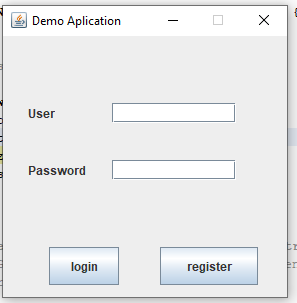 Demo Aplication
User
Password
login
register